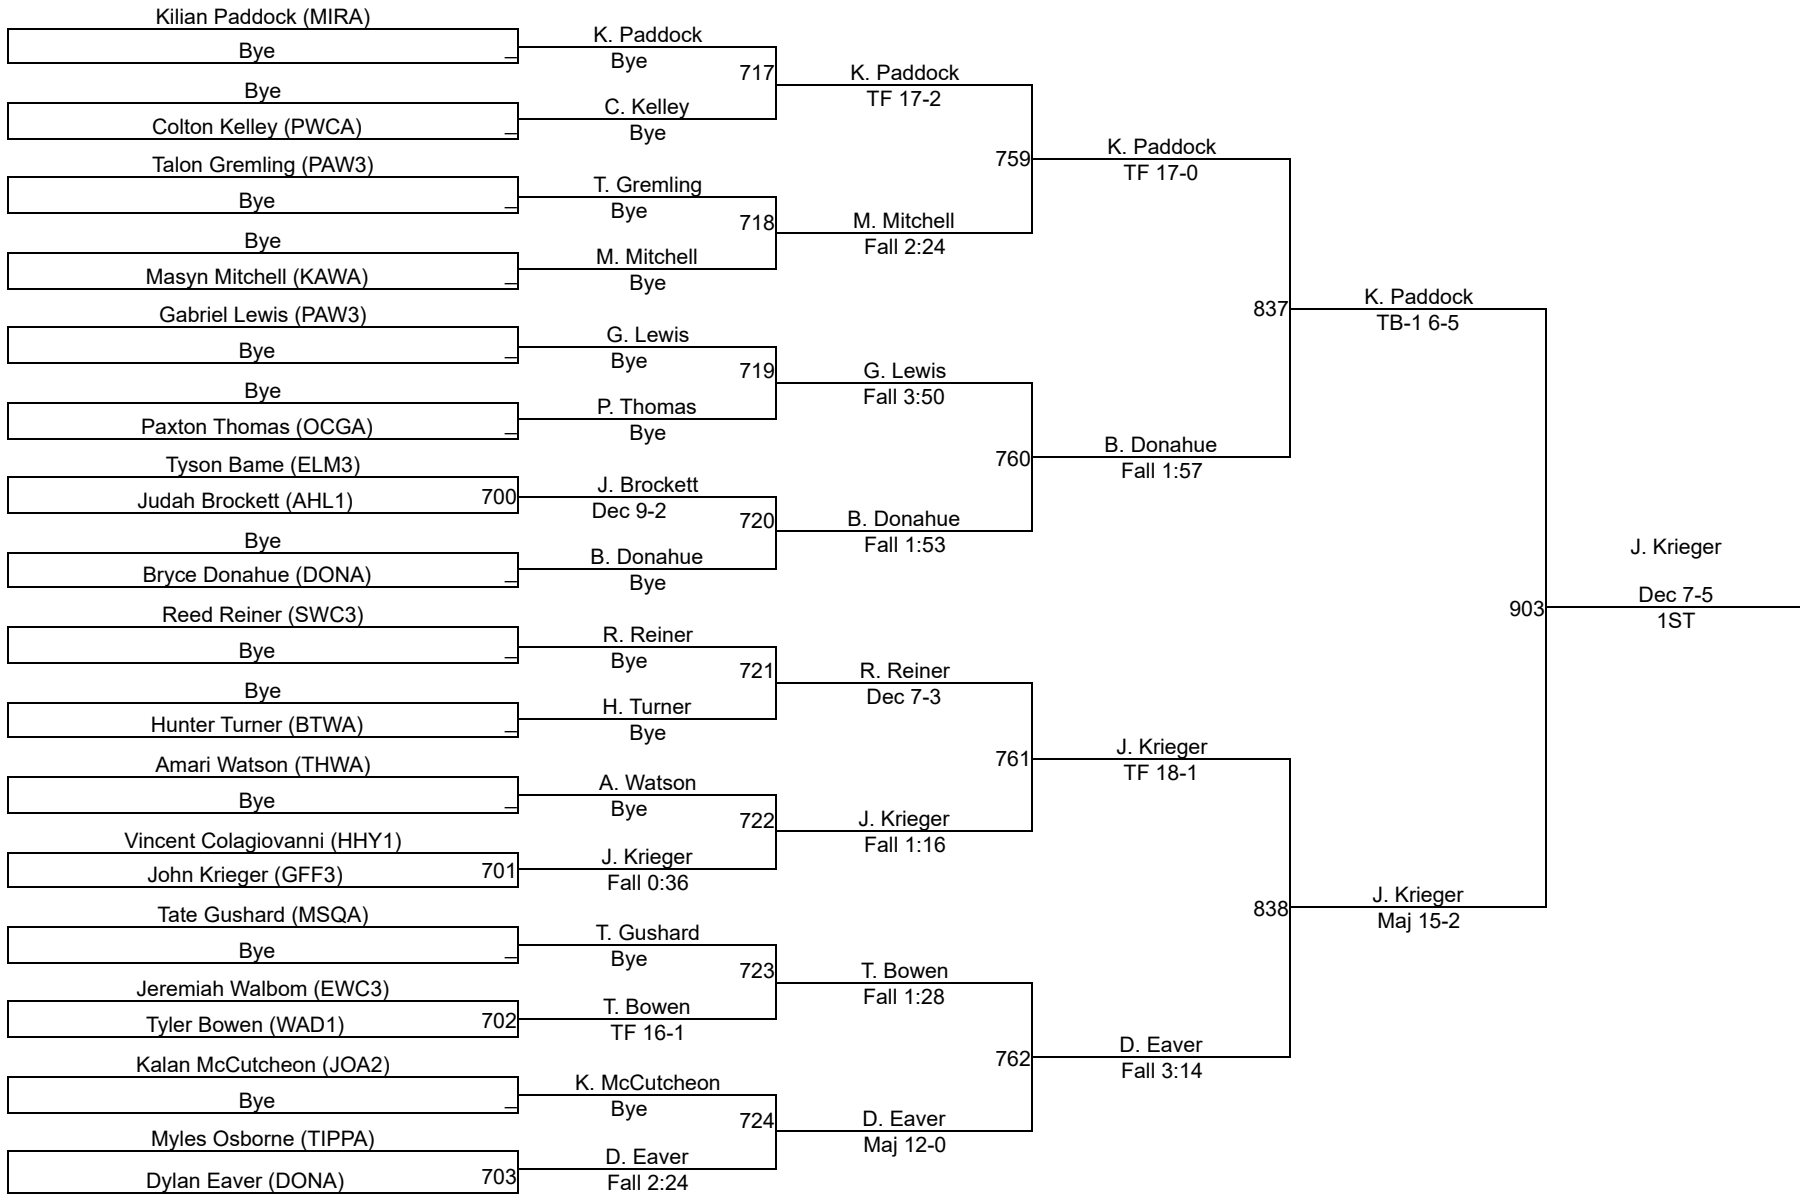 Kilian Paddock (MIRA)
Bye
Bye
Colton Kelley (PWCA)
Talon Gremling (PAW3)
Bye
Bye
Masyn Mitchell (KAWA)
Gabriel Lewis (PAW3)
Bye
Bye
Paxton Thomas (OCGA)
Tyson Bame (ELM3)
Judah Brockett (AHL1) 700
Bye
Bryce Donahue (DONA)
Reed Reiner (SWC3)
Bye
Bye
Hunter Turner (BTWA)
Amari Watson (THWA)
Bye
Vincent Colagiovanni (HHY1)
John Krieger (GFF3) 701
Tate Gushard (MSQA)
Bye
Jeremiah Walbom (EWC3)
Tyler Bowen (WAD1) 702
Kalan McCutcheon (JOA2)
Bye
Myles Osborne (TIPPA)
Dylan Eaver (DONA) 703
K. Paddock
Bye
717
C. Kelley
Bye
T. Gremling
Bye
718
M. Mitchell
Bye
G. Lewis
Bye
719
P. Thomas
Bye
J. Brockett
Dec 9-2
720
B. Donahue
Bye
R. Reiner
Bye
721
H. Turner
Bye
A. Watson
Bye
722
J. Krieger
Fall 0:36
T. Gushard
Bye
723
T. Bowen
TF 16-1
K. McCutcheon
Bye
724
D. Eaver
Fall 2:24
K. Paddock
TF 17-2
759
M. Mitchell
Fall 2:24
G. Lewis
Fall 3:50
760
B. Donahue
Fall 1:53
R. Reiner
Dec 7-3
761
J. Krieger
Fall 1:16
T. Bowen
Fall 1:28
762
D. Eaver
Maj 12-0
K. Paddock
TF 17-0
837
B. Donahue
Fall 1:57
J. Krieger
TF 18-1
838
D. Eaver
Fall 3:14
K. Paddock
TB-1 6-5
903
J. Krieger
Maj 15-2
J. Krieger
Dec 7-5
1ST